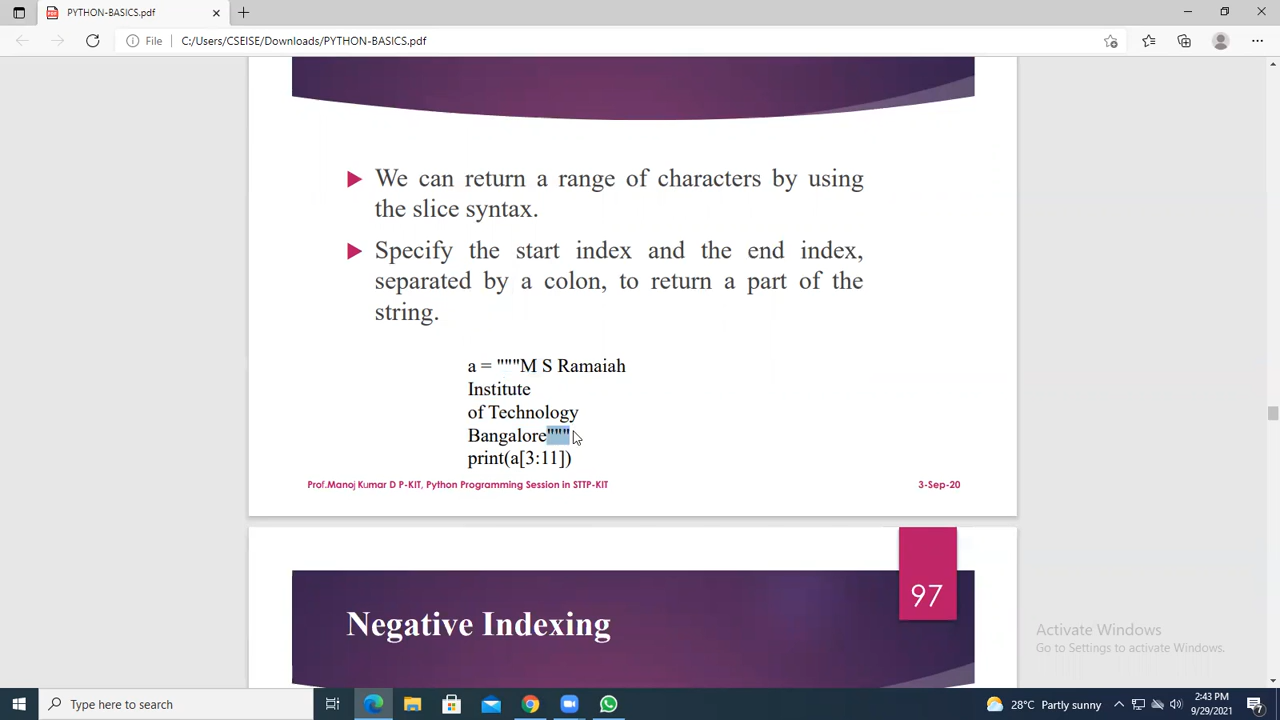 PYTHON-BASICS.pdf
File
C:/Users/CSEISE/Downloads/PYTHON-BASICS.pdf
We can return a range of characters by using
the slice syntax.
Specify the start index and the end index,
separated by a colon, to return a part of the
string.
a = """M S Ramaiah
Institute
of Technology
Bangalore"""
print(a[3:11])
Prof.Manoj Kumar D P-KIT, Python Programming Session in STTP-KIT
3-Sep-20
97
Negative Indexing
Activate Windows
Go to Settings to activate Windows.
Type here to search
28°C Partly sunny
2:43 PM
9/29/2021